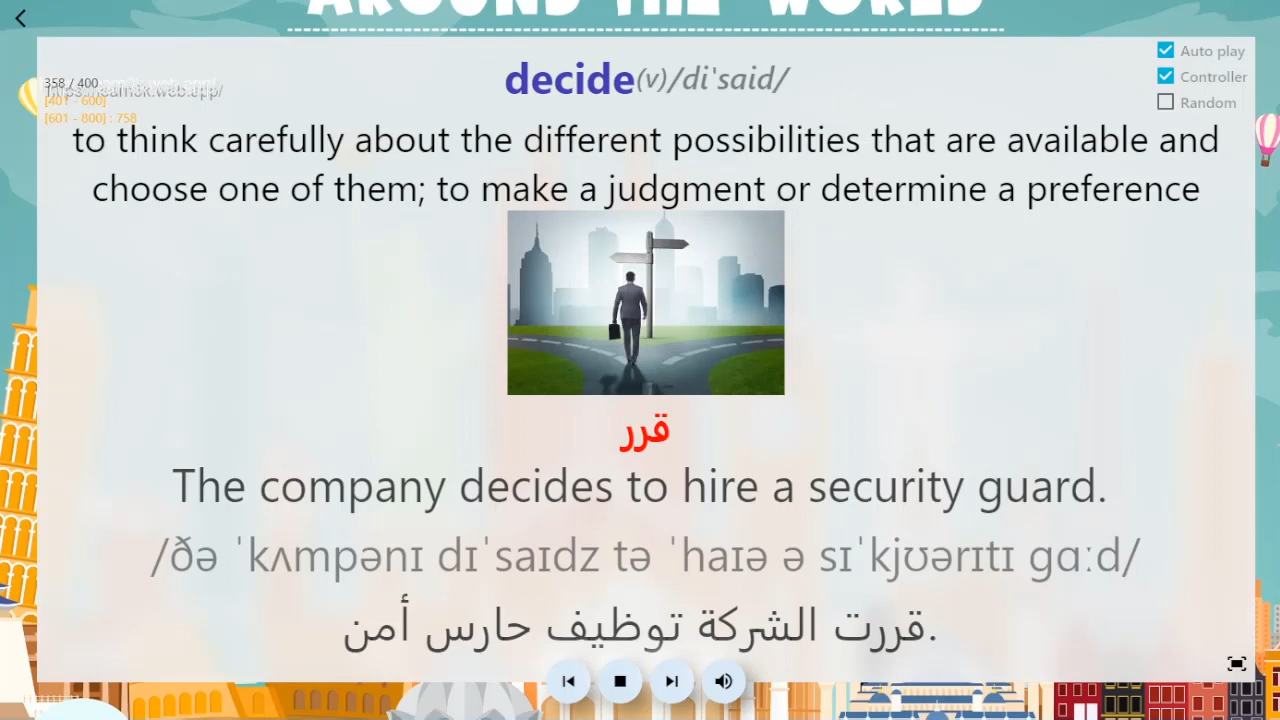 AROUND THE WORLD
Auto play
358 / 400
Controller
[401 - 600]
Random
[601 - 800] : 758
decide(v)/di'said/
to think carefully about the different possibilities that are available and
choose one of them; to make a judgment or determine a preference
قرر
The company decides to hire a security guard.
/ðə ˈkʌmpənɪ dɪˈsaɪdz tə ˈhaɪə ə sɪˈkjʊərɪtɪ gɑːd/
قررت الشركة توظيف حارس أمن.